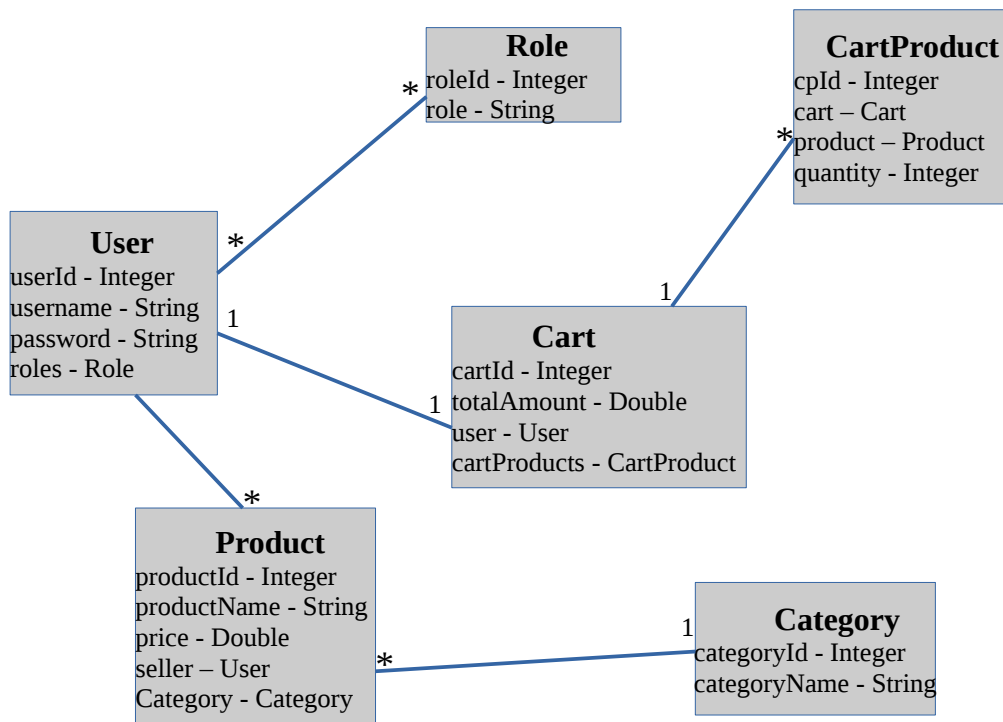 Role
roleId - Integer
role - String
*
CartProduct
cpId - Integer
cart – Cart
product – Product
quantity - Integer
*
User
userId - Integer
username - String
password - String
roles - Role
*
1
1
Cart
cartId - Integer
totalAmount - Double
user - User
cartProducts - CartProduct
1
*
Product
productId - Integer
productName - String
price - Double
seller – User
Category - Category
*
1
Category
categoryId - Integer
categoryName - String